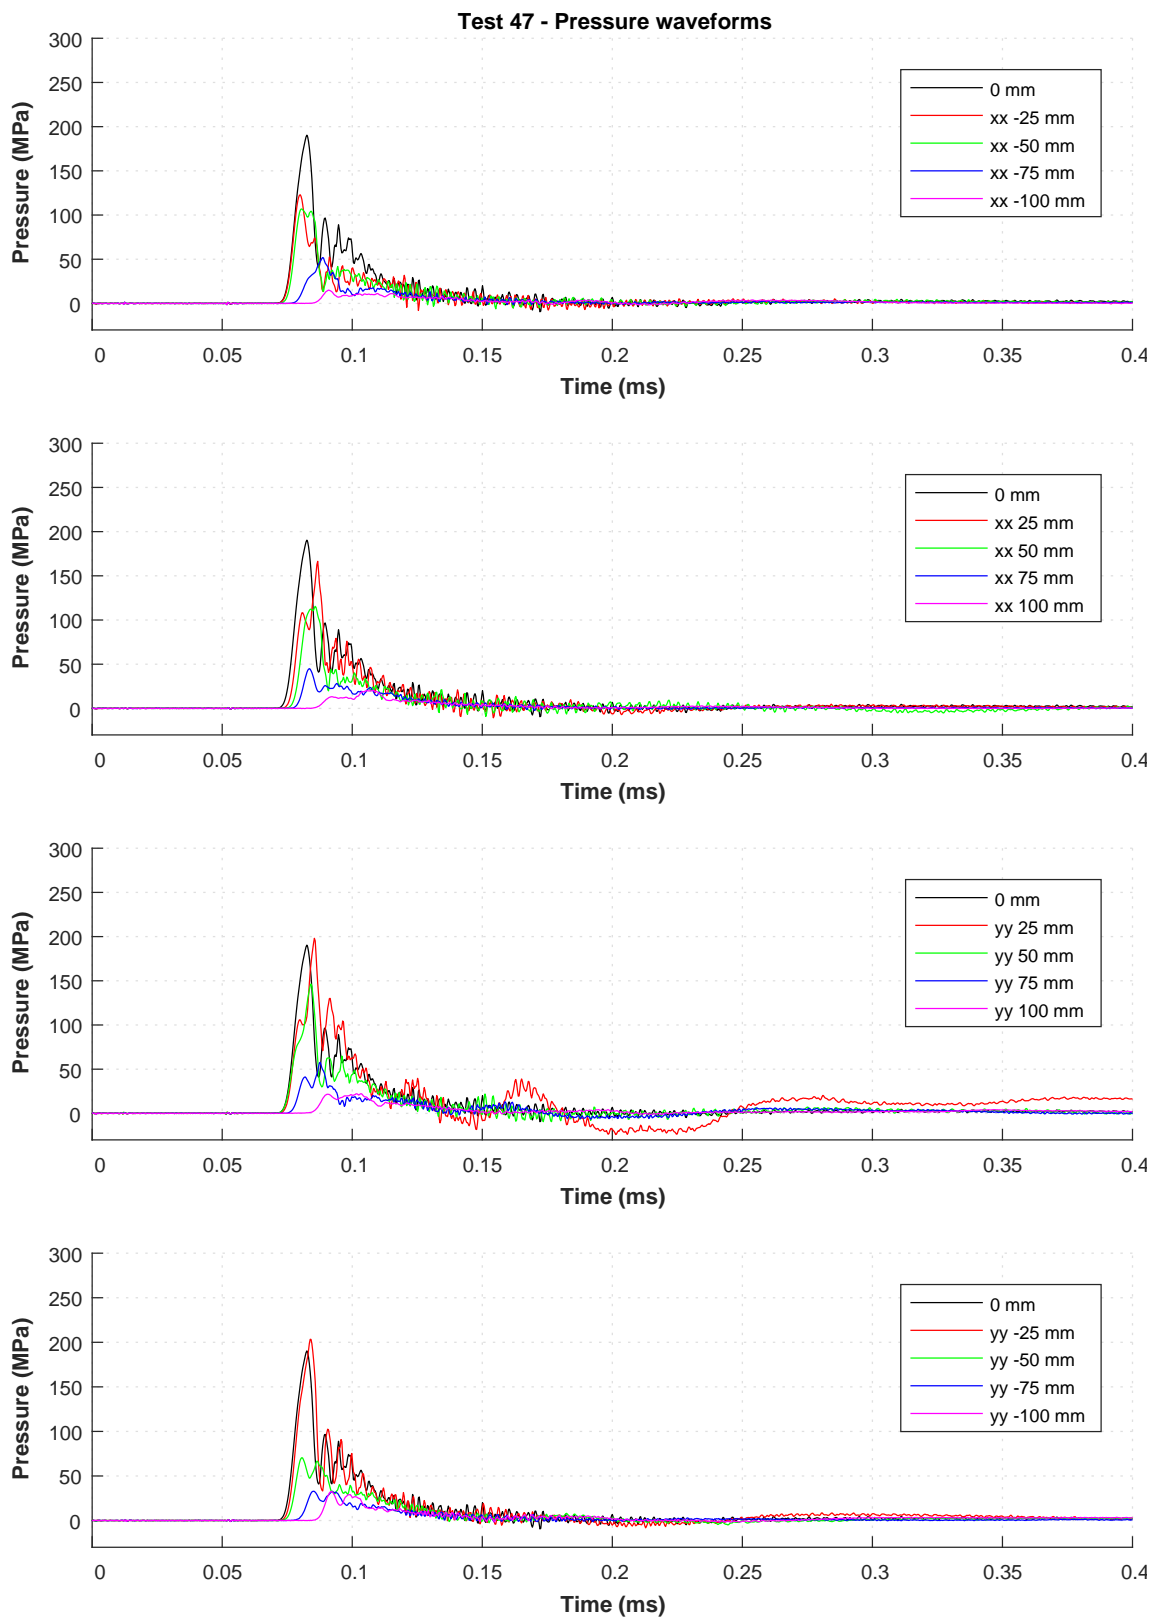 Test 47 - Pressure waveforms
300
250
200
150
100
50
0
Pressure (MPa)
0 mm
xx -25 mm
xx -50 mm
xx -75 mm
xx -100 mm
0 0.05 0.1 0.15 0.2 0.25 0.3 0.35 0.4
Time (ms)
300
250
200
150
100
50
0
Pressure (MPa)
0 mm
xx 25 mm
xx 50 mm
xx 75 mm
xx 100 mm
0 0.05 0.1 0.15 0.2 0.25 0.3 0.35 0.4
Time (ms)
300
250
200
150
100
50
0
Pressure (MPa)
0 mm
yy 25 mm
yy 50 mm
yy 75 mm
yy 100 mm
0 0.05 0.1 0.15 0.2 0.25 0.3 0.35 0.4
Time (ms)
300
250
200
150
100
50
0
Pressure (MPa)
0 mm
yy -25 mm
yy -50 mm
yy -75 mm
yy -100 mm
0 0.05 0.1 0.15 0.2 0.25 0.3 0.35 0.4
Time (ms)